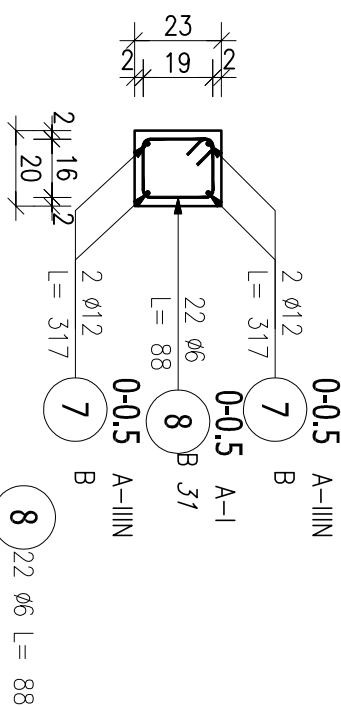 23
2 19 2
2 16 2
20
2 ø12
L= 317
7
0-0.5 A-IIIN
B
22 ø6
L= 88
8
0-0.5 A-I
B 31
2 ø12
L= 317
7
0-0.5 A-IIIN
B
8
22 ø6 L= 88